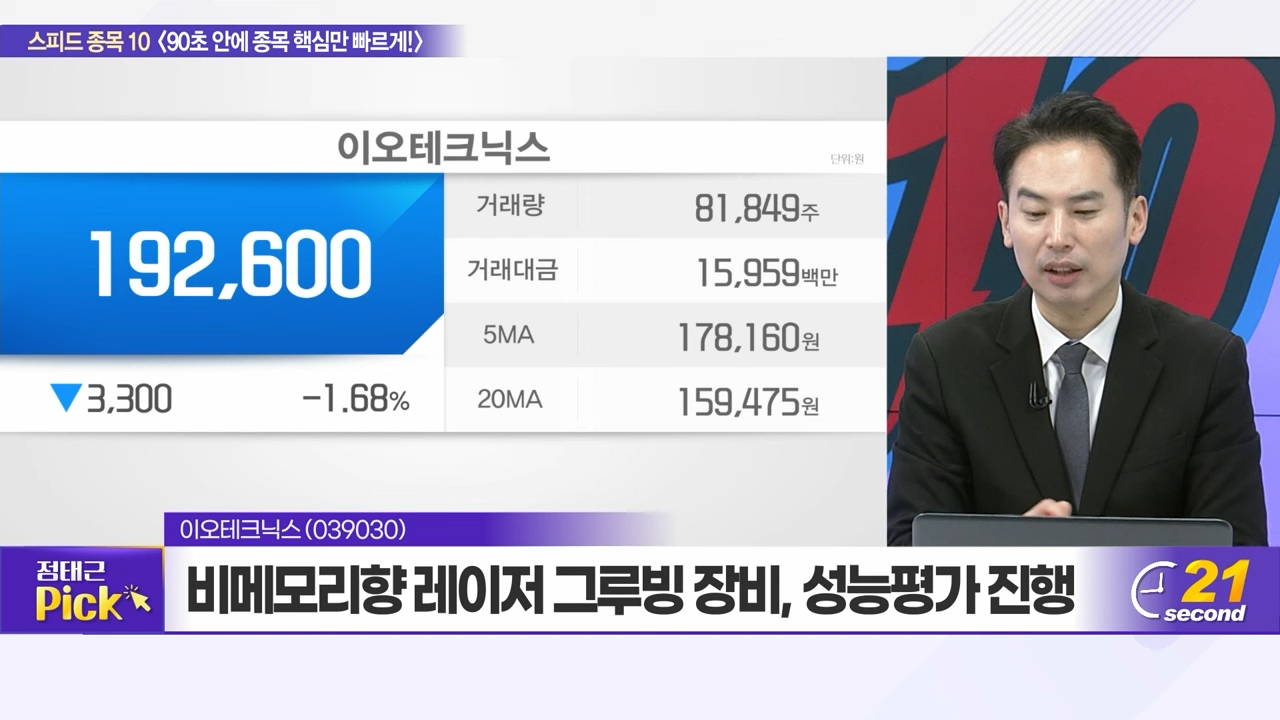 스피드 종목 10 <90초 안에 종목 핵심만 빠르게!>
이오테크닉스
단위:원
192,600
▼3,300 -1.68%
거래량 81,849주
거래대금 15,959백만
5MA 178,160원
20MA 159,475원
10
이오테크닉스 (039030)
정태근
Pick
비메모리향 레이저 그루빙 장비, 성능평가 진행
21
second